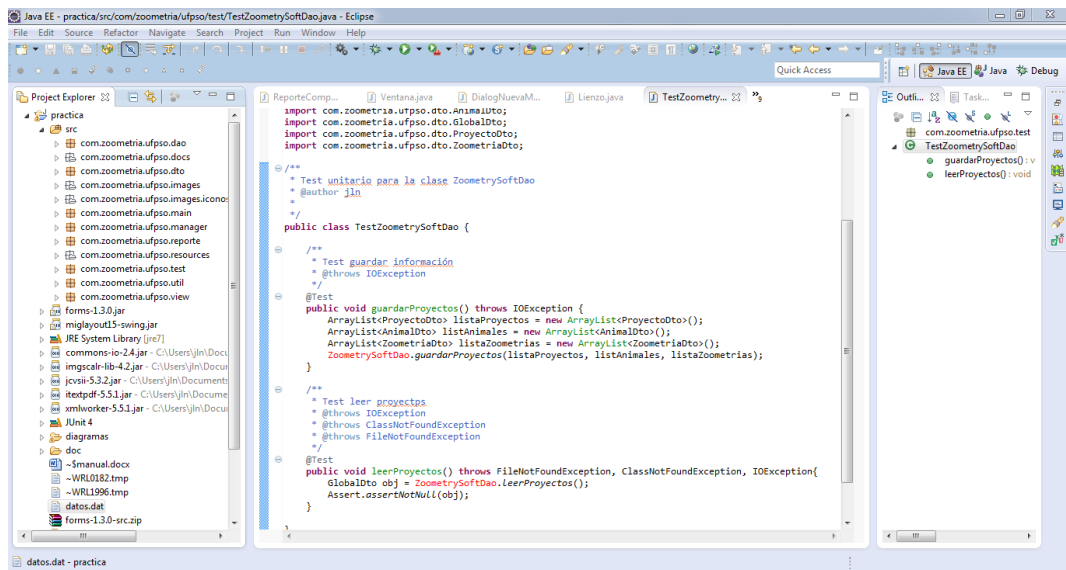 Java EE - practica/src/com/zoometria/ufpso/test/TestZoometrySoftDao.java - Eclipse
File Edit Source Refactor Navigate Search Project Run Window Help
Quick Access
Java EE
Java
Debug
Project Explorer
practica
src
com.zoometria.ufpso.dao
com.zoometria.ufpso.docs
com.zoometria.ufpso.dto
com.zoometria.ufpso.images
com.zoometria.ufpso.images.icono
com.zoometria.ufpso.main
com.zoometria.ufpso.manager
com.zoometria.ufpso.reporte
com.zoometria.ufpso.resources
com.zoometria.ufpso.test
com.zoometria.ufpso.util
com.zoometria.ufpso.view
forms-1.3.0.jar
miglayout15-swing.jar
JRE System Library [jre7]
commons-io-2.4.jar - C:\Users\jln\Docu
imgscalr-lib-4.2.jar - C:\Users\jln\Docu
jcvsii-5.3.2.jar - C:\Users\jln\Documents
itextpdf-5.5.1.jar - C:\Users\jln\Docume
xmlworker-5.5.1.jar - C:\Users\jln\Docu
JUnit 4
diagramas
doc
~$manual.docx
~WRL0182.tmp
~WRL1996.tmp
datos.dat
forms-1.3.0-src.zip
ReporteComp...
Ventana.java
DialogNuevaM...
Lienzo.java
TestZoometry...
»9
import com.zoometria.ufpso.dto.AnimalDto;
import com.zoometria.ufpso.dto.GlobalDto;
import com.zoometria.ufpso.dto.ProyectoDto;
import com.zoometria.ufpso.dto.ZoometriaDto;
/**
* Test unitario para la clase ZoometrySoftDao
* @author jln
*
*/
public class TestZoometrySoftDao {
/**
* Test guardar información
* @throws IOException
*/
@Test
public void guardarProyectos() throws IOException {
ArrayList<ProyectoDto> listaProyectos = new ArrayList<ProyectoDto>();
ArrayList<AnimalDto> listAnimales = new ArrayList<AnimalDto>();
ArrayList<ZoometriaDto> listaZoometrias = new ArrayList<ZoometriaDto>();
ZoometrySoftDao.guardarProyectos(listaProyectos, listAnimales, listaZoometrias);
}
/**
* Test leer proyectps
* @throws IOException
* @throws ClassNotFoundException
* @throws FileNotFoundException
*/
@Test
public void leerProyectos() throws FileNotFoundException, ClassNotFoundException, IOException{
GlobalDto obj = ZoometrySoftDao.leerProyectos();
Assert.assertNotNull(obj);
}
}
Outli...
Task...
com.zoometria.ufpso.test
TestZoometrySoftDao
guardarProyectos() : v
leerProyectos() : void
datos.dat - practica